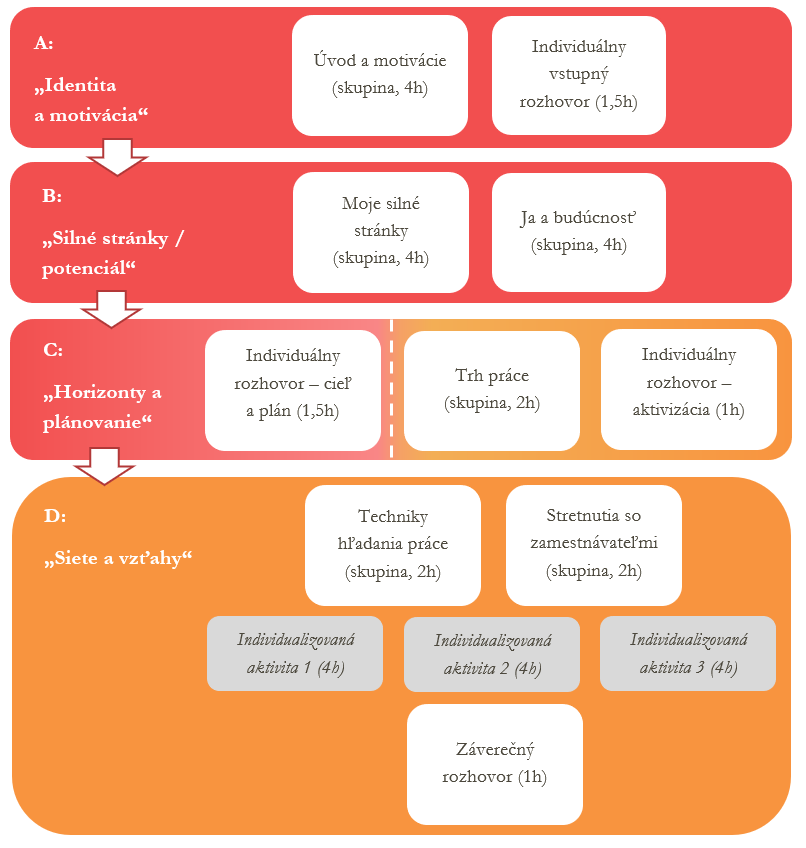 A:
„Identita
a motivácia“
Úvod a motivácie
(skupina, 4h)
Individuálny
vstupný
rozhovor (1,5h)
B:
„Silné stránky /
potenciál“
Moje silné
stránky
(skupina, 4h)
Ja a budúcnosť
(skupina, 4h)
C:
„Horizonty a
plánovanie“
Individuálny
rozhovor – cieľ
a plán (1,5h)
Trh práce
(skupina, 2h)
Individuálny
rozhovor –
aktivizácia (1h)
D:
„Siete a vzťahy“
Techniky
hľadania práce
(skupina, 2h)
Stretnutia so
zamestnávateľmi
(skupina, 2h)
Individualizovaná
aktivita 1 (4h)
Individualizovaná
aktivita 2 (4h)
Individualizovaná
aktivita 3 (4h)
Záverečný
rozhovor (1h)